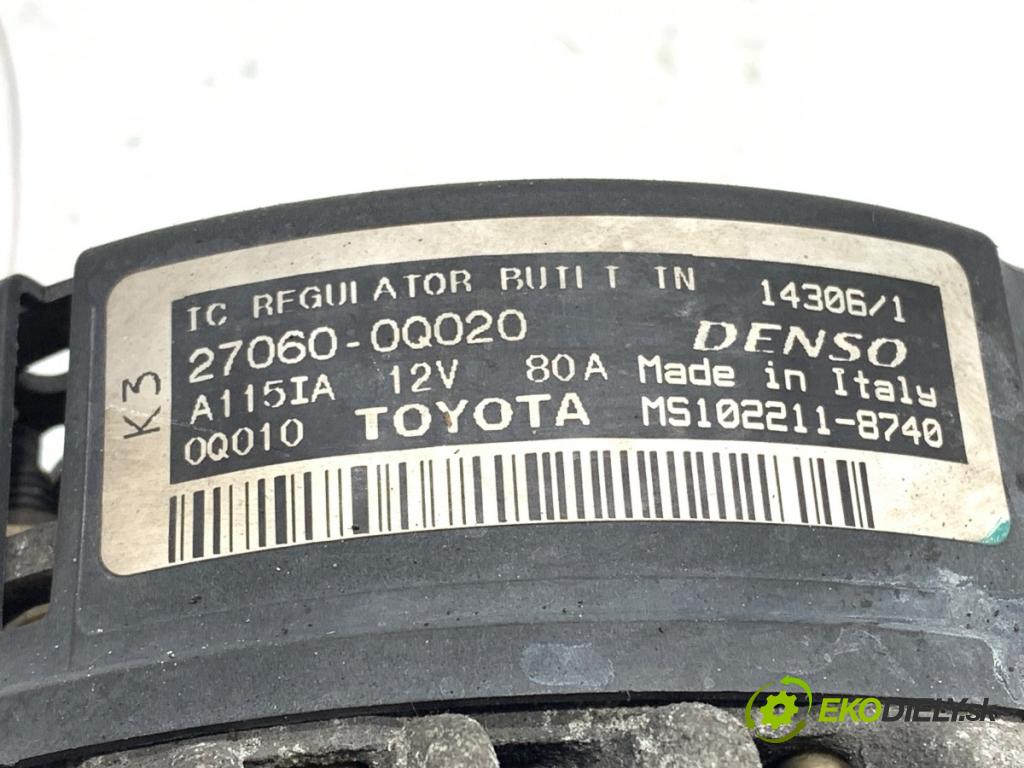 IC REGULATOR BUILT IN 14306/1
27060-0Q020 DENSO
A115IA 12V 80A Made in Italy
0Q010 TOYOTA MS102211-8740
K3
EKODIELY.sk